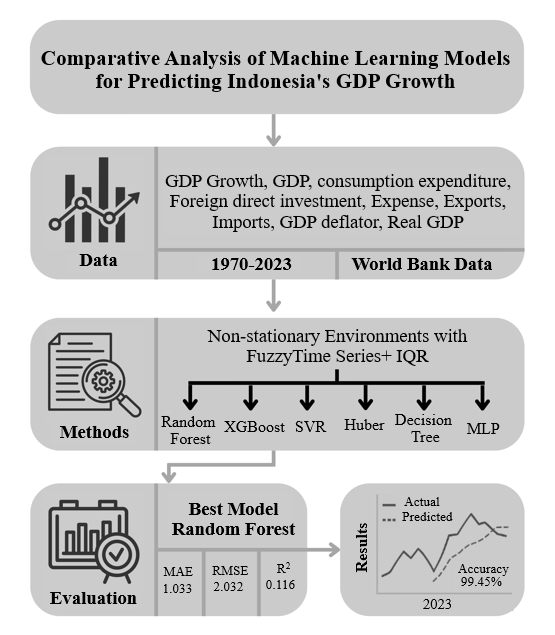 Comparative Analysis of Machine Learning Models
for Predicting Indonesia's GDP Growth
GDP Growth, GDP, consumption expenditure,
Foreign direct investment, Expense, Exports,
Imports, GDP deflator, Real GDP
Data
1970-2023
World Bank Data
Non-stationary Environments with
FuzzyTime Series+ IQR
Methods
Random
Forest
XGBoost
SVR
Huber
Decision
Tree
MLP
Best Model
Random Forest
Evaluation
MAE
1.033
RMSE
2.032
R²
0.116
Results
Actual
Predicted
Accuracy
99.45%
2023